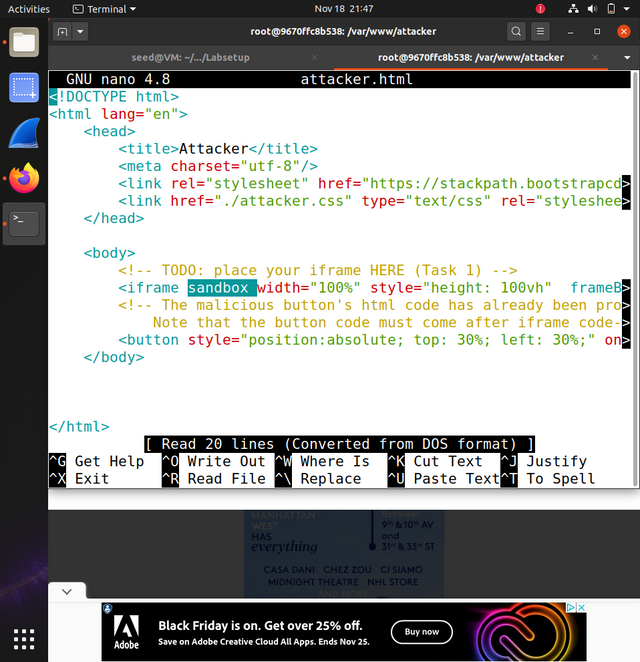 Activities Terminal Nov 18 21:47
root@9670ffc8b538: /var/www/attacker
seed@VM: ~/.../Labsetup root@9670ffc8b538: /var/www/attacker
GNU nano 4.8 attacker.html
<!DOCTYPE html>
<html lang="en">
<head>
<title>Attacker</title>
<meta charset="utf-8"/>
<link rel="stylesheet" href="https://stackpath.bootstrapcd>
<link href="./attacker.css" type="text/css" rel="styleshee>
</head>
<body>
<!-- TODO: place your iframe HERE (Task 1) -->
<iframe sandbox width="100%" style="height: 100vh" frameB>
<!-- The malicious button's html code has already been pro>
Note that the button code must come after iframe code->
<button style="position:absolute; top: 30%; left: 30%;" on>
</body>
</html>
[ Read 20 lines (Converted from DOS format) ]
^G Get Help ^O Write Out ^W Where Is ^K Cut Text ^J Justify
^X Exit ^R Read File ^\ Replace ^U Paste Text ^T To Spell
MANHATTAN
WEST
HAS
everything
between
9th & 10th AV
and
31st & 33rd ST.
CASA DANI CHEZ ZOU CI SIAMO
MIDNIGHT THEATRE NHL STORE
AND MORE
Adobe
Black Friday is on. Get over 25% off.
Save on Adobe Creative Cloud All Apps. Ends Nov 25.
Buy now